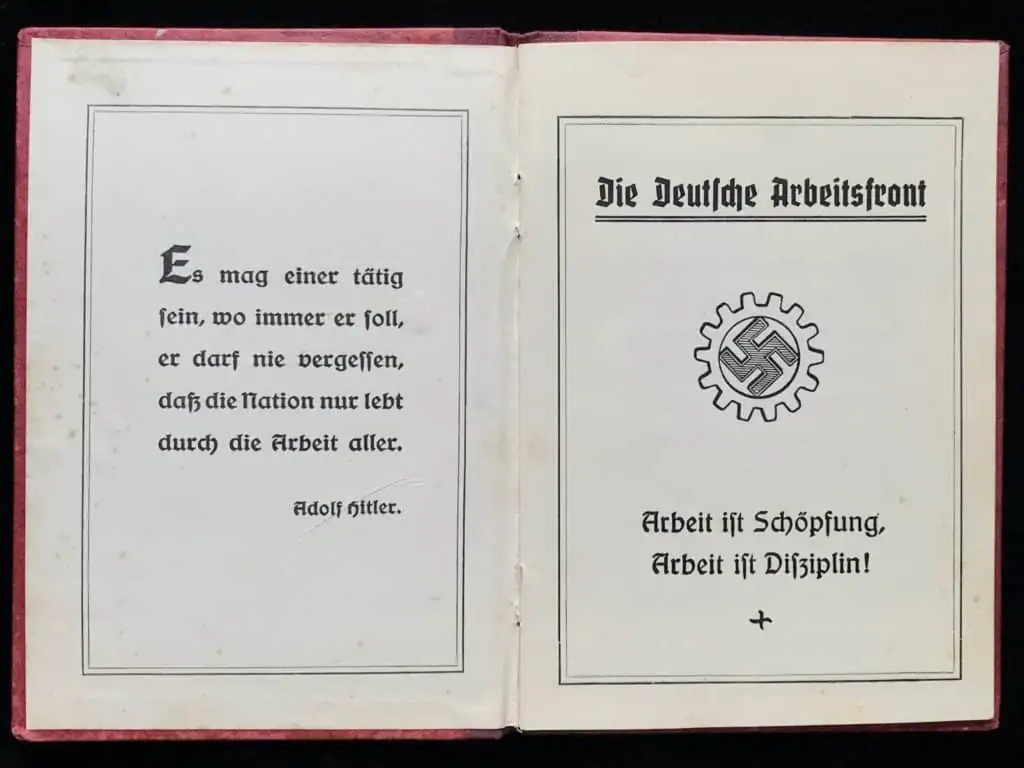 Es mag einer tätig
sein, wo immer er soll,
er darf nie vergessen,
daß die Nation nur lebt
durch die Arbeit aller.
Adolf Hitler.
Die Deutsche Arbeitsfront
Arbeit ist Schöpfung,
Arbeit ist Disziplin!